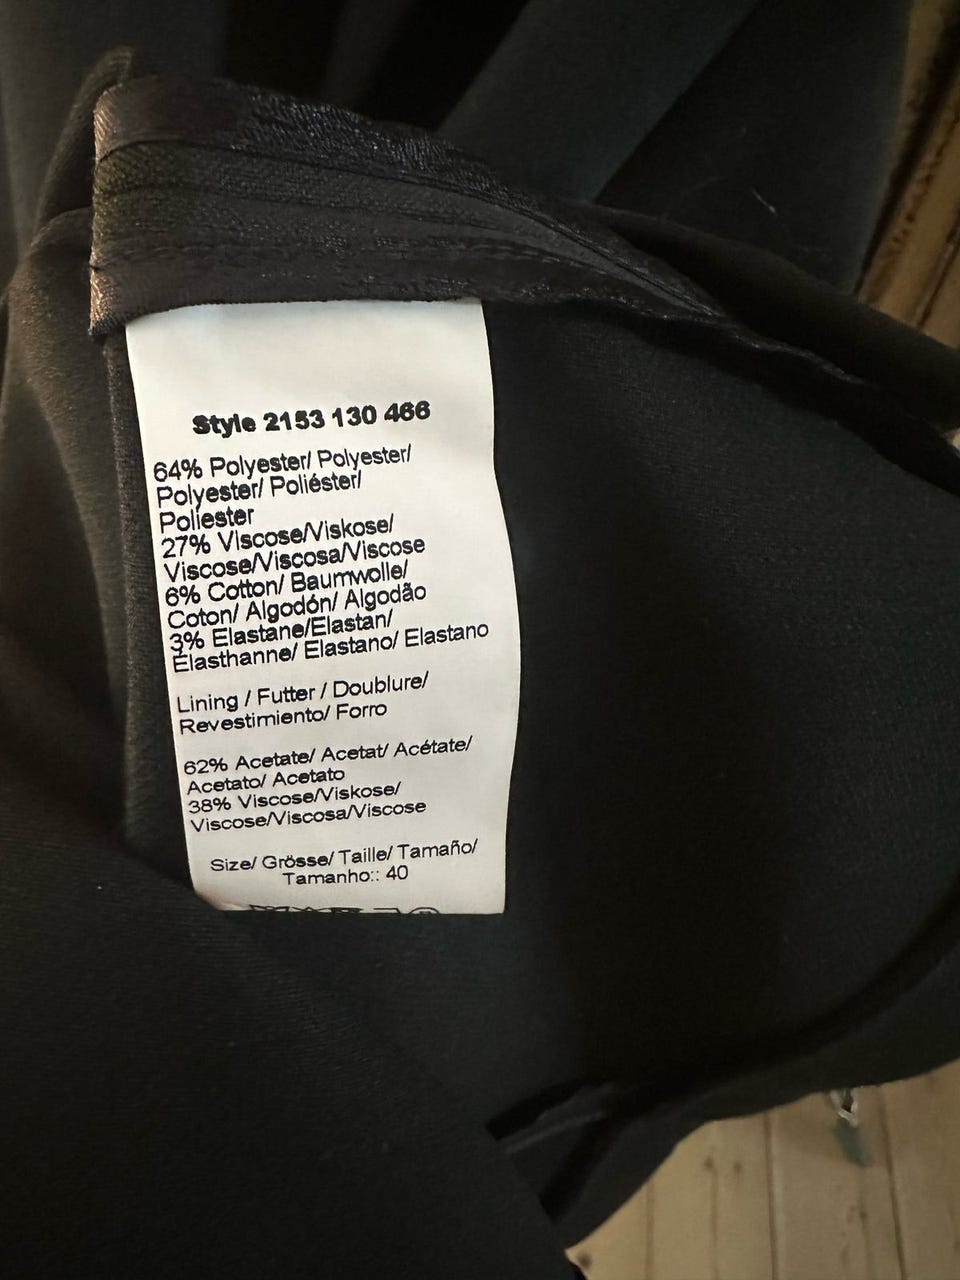 Style 2153 130 466
64% Polyester/ Polyester/
Polyester/ Poliéster/
Poliester
27% Viscose/Viskose/
Viscose/Viscosa/Viscose
6% Cotton/ Baumwolle/
Coton/ Algodón/ Algodão
3% Elastane/Elastan/
Élasthanne/ Elastano/ Elastano
Lining / Futter / Doublure/
Revestimiento/ Forro
62% Acetate/ Acetat/ Acétate/
Acetato/ Acetato
38% Viscose/Viskose/
Viscose/Viscosa/Viscose
Size/ Grösse/ Taille/ Tamaño/
Tamanho:: 40